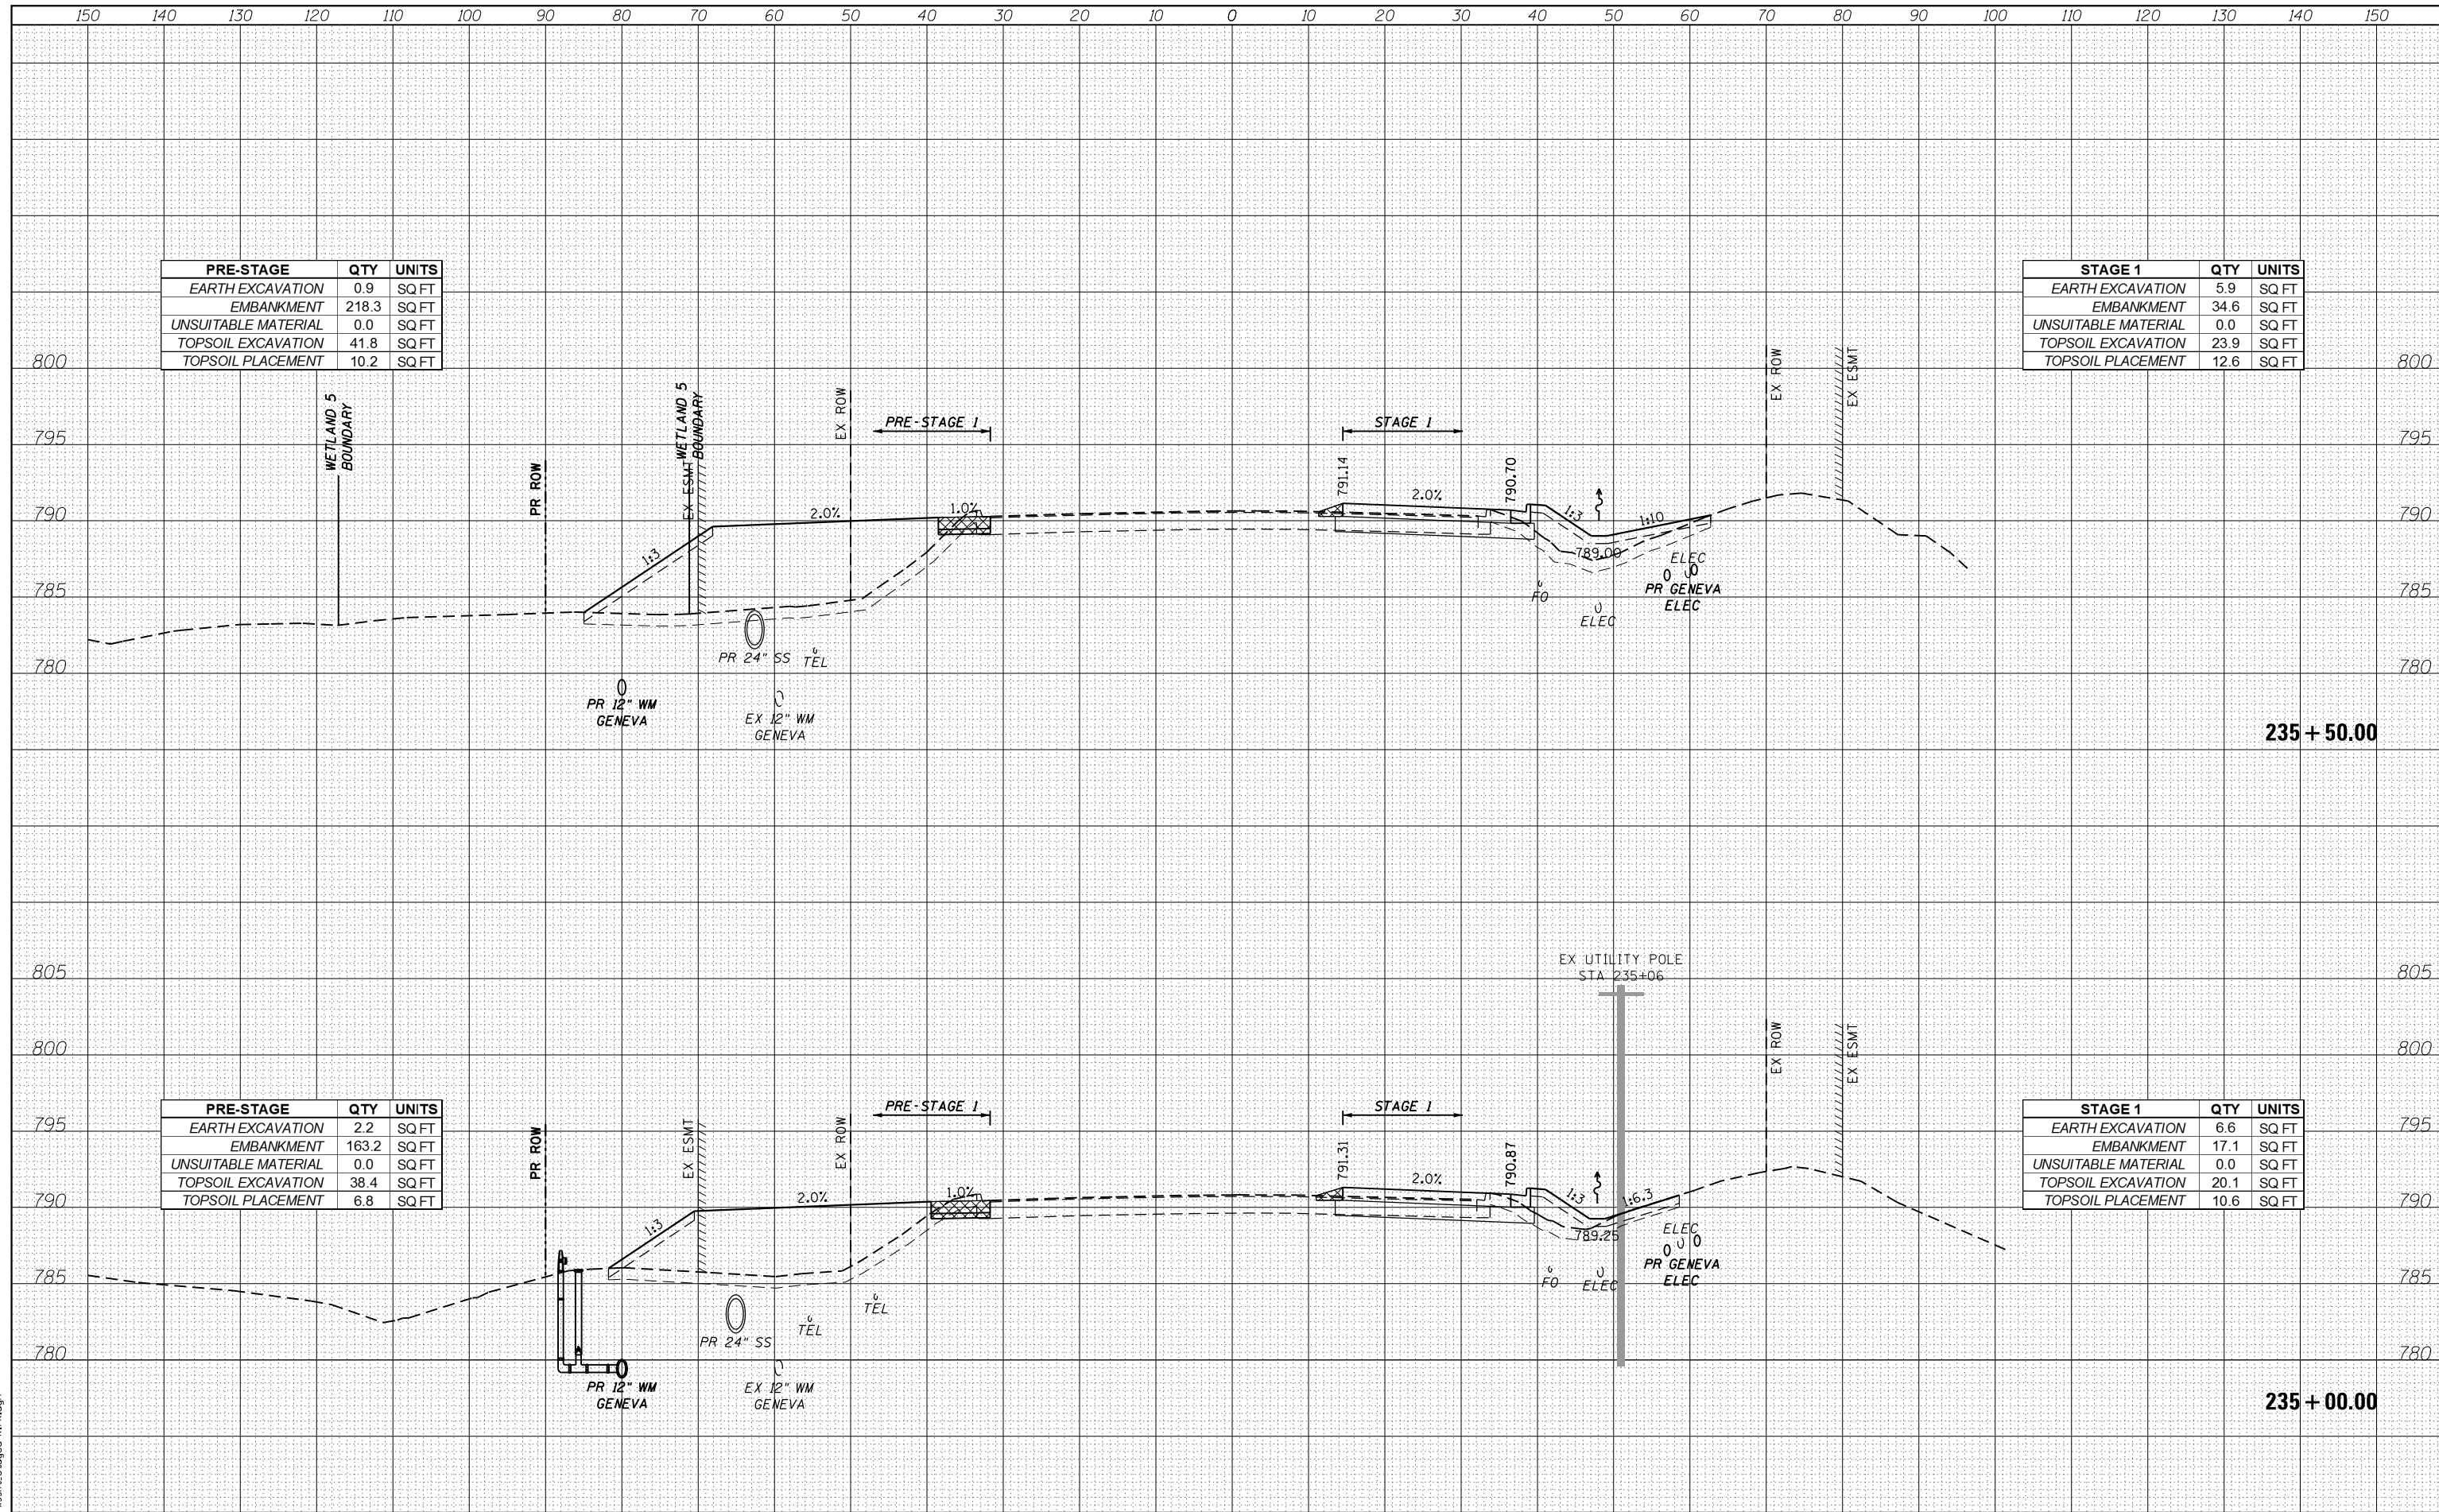 150 140 130 120 110 100 90 80 70 60 50 40 30 20 10 0 10 20 30 40 50 60 70 80 90 100 110 120 130 140 150
PRE-STAGE QTY UNITS
EARTH EXCAVATION 0.9 SQ FT
EMBANKMENT 218.3 SQ FT
UNSUITABLE MATERIAL 0.0 SQ FT
TOPSOIL EXCAVATION 41.8 SQ FT
TOPSOIL PLACEMENT 10.2 SQ FT
STAGE 1 QTY UNITS
EARTH EXCAVATION 5.9 SQ FT
EMBANKMENT 34.6 SQ FT
UNSUITABLE MATERIAL 0.0 SQ FT
TOPSOIL EXCAVATION 23.9 SQ FT
TOPSOIL PLACEMENT 12.6 SQ FT
800
795
790
785
780
800
795
790
785
780
WETLAND 5
BOUNDARY
PR ROW
EX ESMT
WETLAND 5
BOUNDARY
EX ROW
PRE-STAGE 1
STAGE 1
791.14
790.70
EX ROW
EX ESMT
1:3
2.0%
1.0%
2.0%
1:3
1:10
789.00
ELEC
PR GENEVA
ELEC
FO
ELEC
PR 24" SS
TEL
PR 12" WM
GENEVA
EX 12" WM
GENEVA
235+50.00
805
800
795
790
785
780
805
800
795
790
785
780
EX UTILITY POLE
STA 235+06
PRE-STAGE QTY UNITS
EARTH EXCAVATION 2.2 SQ FT
EMBANKMENT 163.2 SQ FT
UNSUITABLE MATERIAL 0.0 SQ FT
TOPSOIL EXCAVATION 38.4 SQ FT
TOPSOIL PLACEMENT 6.8 SQ FT
STAGE 1 QTY UNITS
EARTH EXCAVATION 6.6 SQ FT
EMBANKMENT 17.1 SQ FT
UNSUITABLE MATERIAL 0.0 SQ FT
TOPSOIL EXCAVATION 20.1 SQ FT
TOPSOIL PLACEMENT 10.6 SQ FT
PR ROW
EX ESMT
EX ROW
PRE-STAGE 1
STAGE 1
791.31
790.87
EX ROW
EX ESMT
1:3
2.0%
1.0%
2.0%
1:3
1:6.3
789.25
ELEC
PR GENEVA
ELEC
FO
ELEC
TEL
TEL
PR 24" SS
PR 12" WM
GENEVA
EX 12" WM
GENEVA
235+00.00